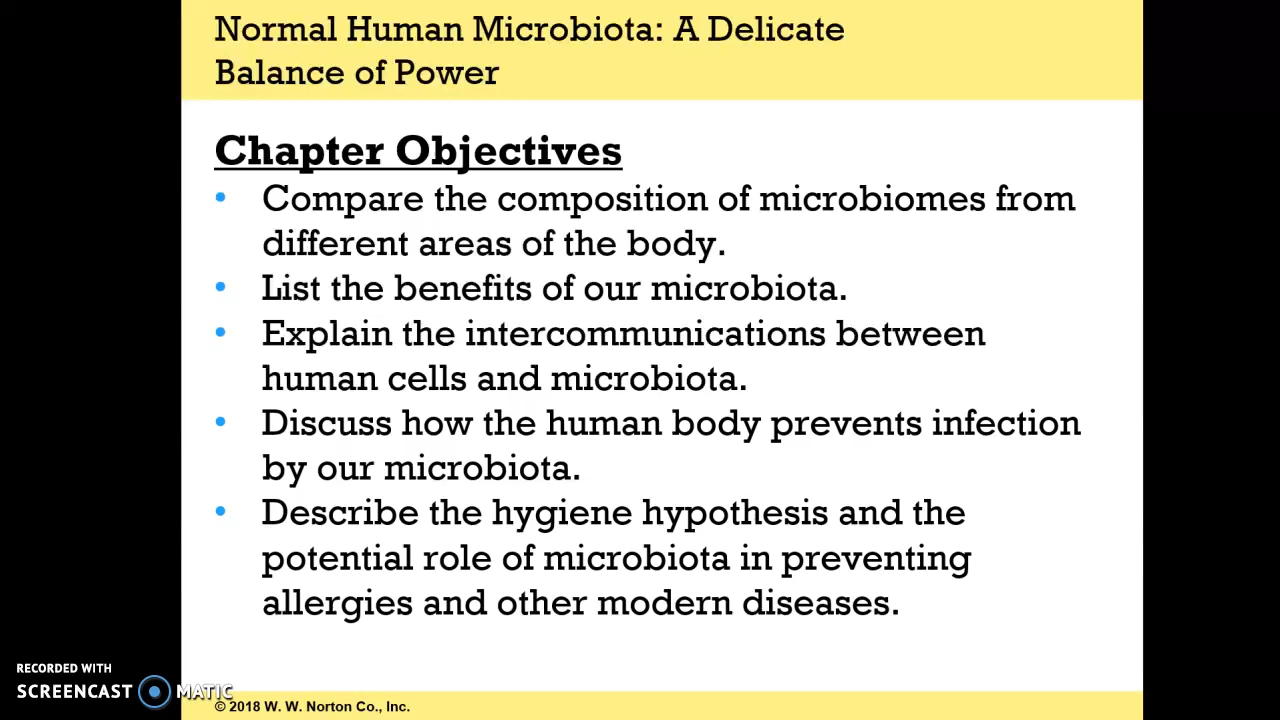 Normal Human Microbiota: A Delicate
Balance of Power
Chapter Objectives
• Compare the composition of microbiomes from
different areas of the body.
• List the benefits of our microbiota.
• Explain the intercommunications between
human cells and microbiota.
• Discuss how the human body prevents infection
by our microbiota.
• Describe the hygiene hypothesis and the
potential role of microbiota in preventing
allergies and other modern diseases.
RECORDED WITH
SCREENCAST MATIC
© 2018 W. W. Norton Co., Inc.